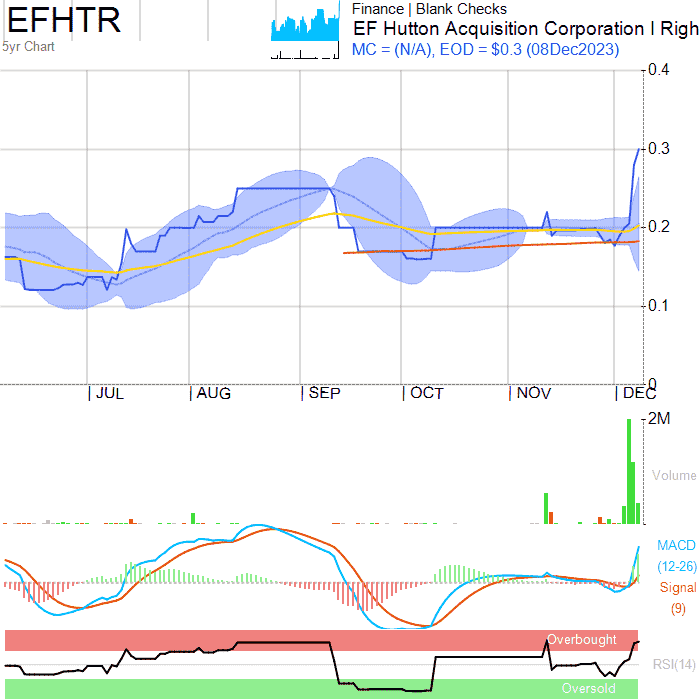 EFHTR
5yr Chart
Finance | Blank Checks
EF Hutton Acquisition Corporation I Righ
MC = (N/A), EOD = $0.3 (08Dec2023)
0.4
0.3
0.2
0.1
0
JUL AUG SEP OCT NOV DEC
2M
Volume
MACD
(12-26)
Signal
(9)
Overbought
RSI(14)
Oversold